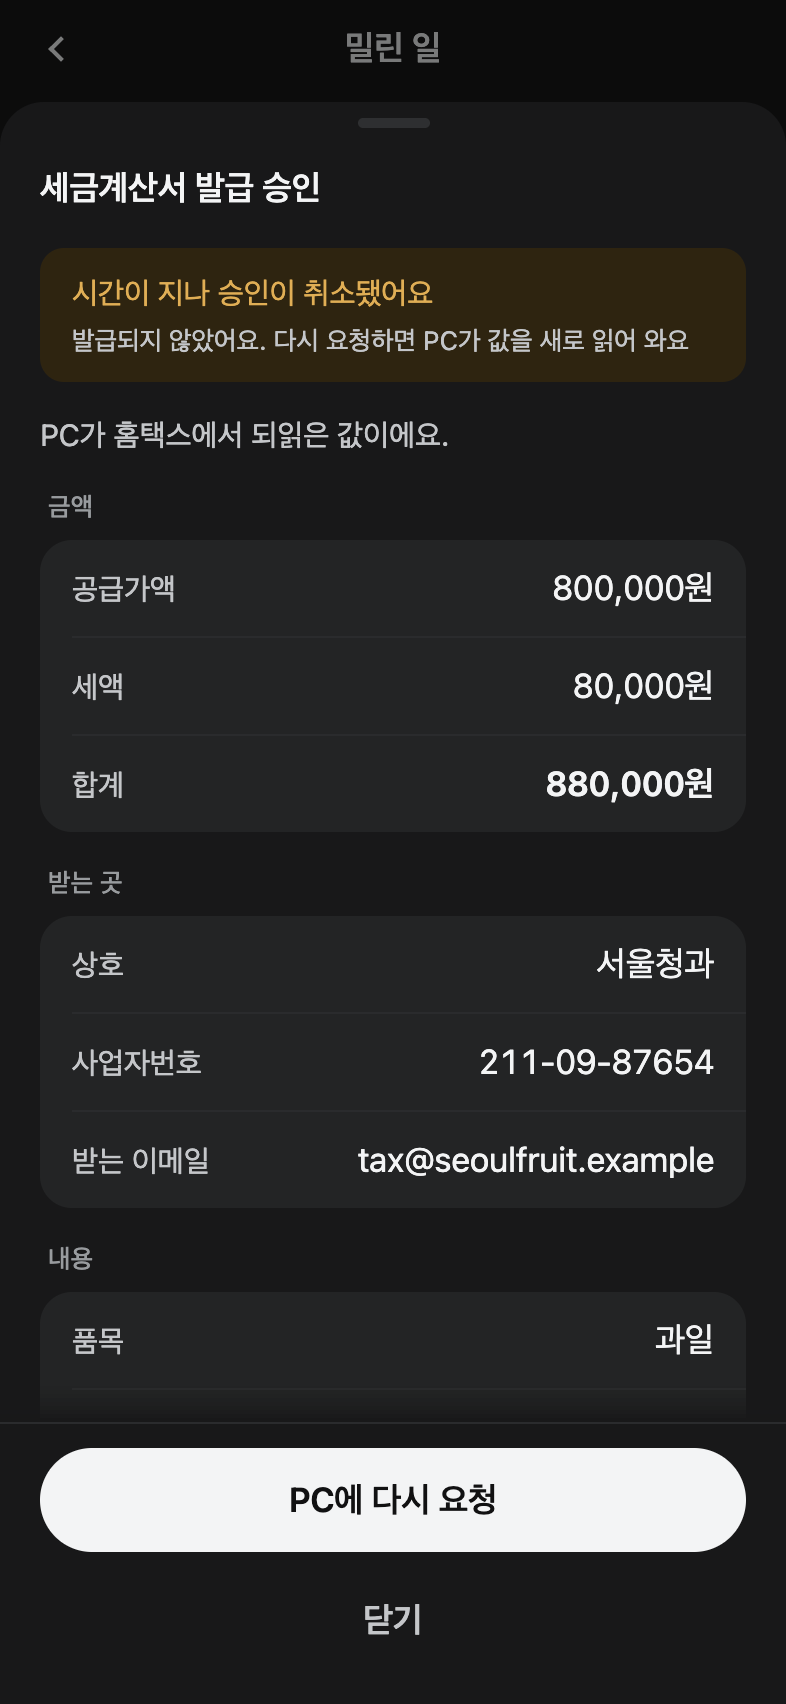 밀린 일
세금계산서 발급 승인
시간이 지나 승인이 취소됐어요
발급되지 않았어요. 다시 요청하면 PC가 값을 새로 읽어 와요
PC가 홈택스에서 되읽은 값이에요.
금액
공급가액 800,000원
세액 80,000원
합계 880,000원
받는 곳
상호 서울청과
사업자번호 211-09-87654
받는 이메일 tax@seoulfruit.example
내용
품목 과일
PC에 다시 요청
닫기